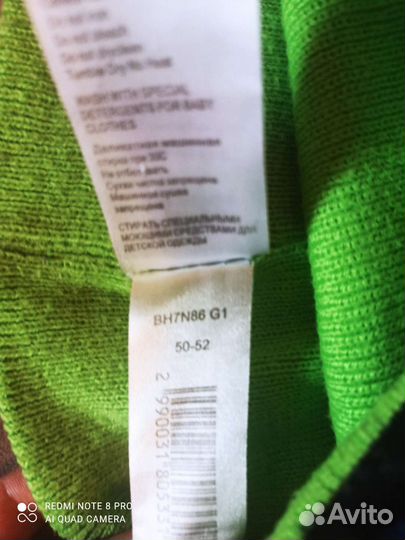 Do not iron
Do not bleach
Do not dryclean
Tumble Dry No Heat
WASH WITH SPECIAL
DETERGENTS FOR BABY
CLOTHES
Деликатная машинная
стирка при 30С
Не отбеливать
Сухая чистка запрещена
Машинная сушка
запрещена
СТИРАТЬ СПЕЦИАЛЬНЫМИ
МОЮЩИМИ СРЕДСТВАМИ ДЛЯ
ДЕТСКОЙ ОДЕЖДЫ
BH7N86 G1
50-52
2 990031
REDMI NOTE 8 PRO
AI QUAD CAMERA
Avito